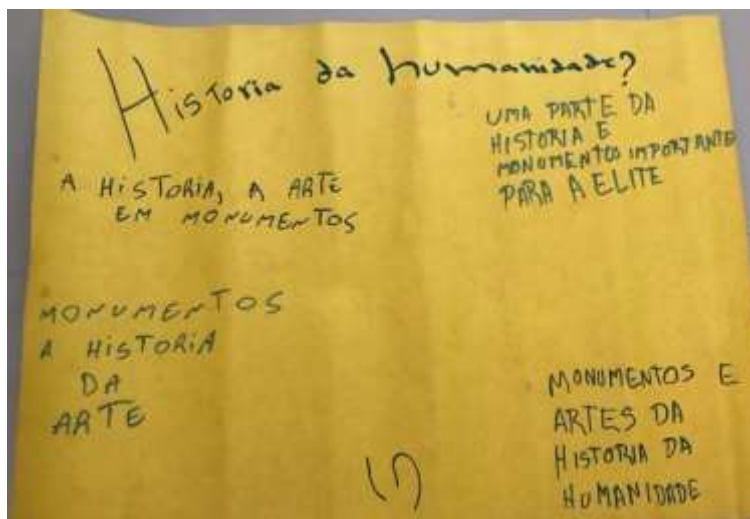 Historia da humanidade?
UMA PARTE DA
HISTORIA E
MONUMENTOS IMPORTANTE
PARA A ELITE
A HISTORIA, A ARTE
EM MONUMENTOS
MONUMENTOS
A HISTORIA
DA
ARTE
MONUMENTOS E
ARTES DA
HISTORIA DA
HUMANIDADE